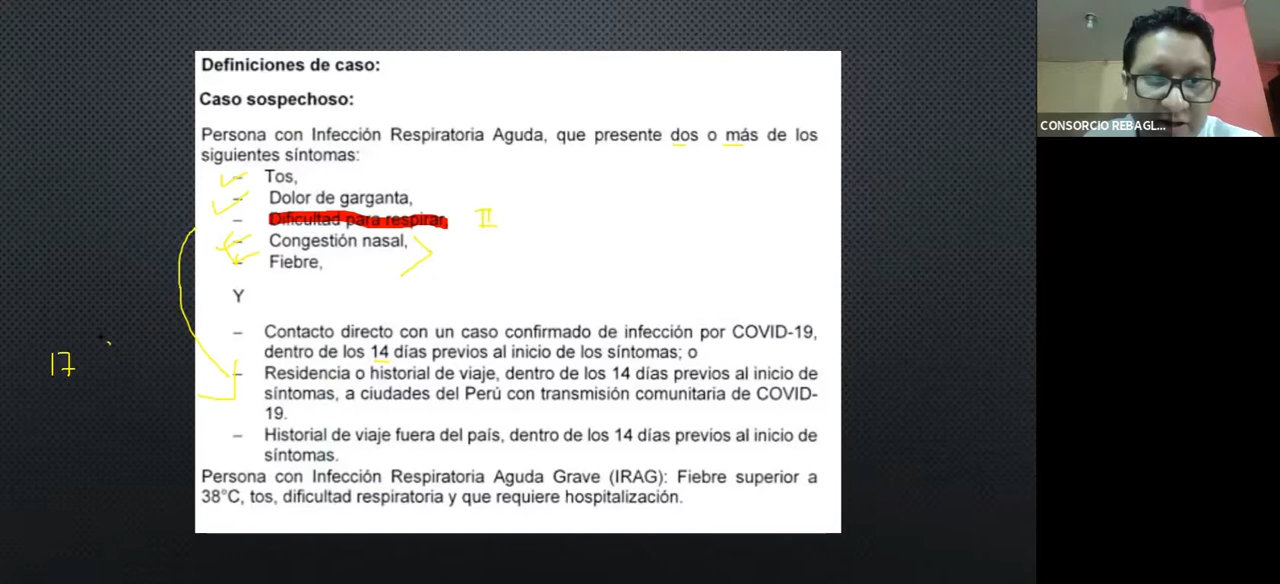 Definiciones de caso:
Caso sospechoso:
Persona con Infección Respiratoria Aguda, que presente dos o más de los
siguientes síntomas:
– Tos,
– Dolor de garganta,
– Dificultad para respirar II
– Congestión nasal,
– Fiebre,
Y
– Contacto directo con un caso confirmado de infección por COVID-19,
dentro de los 14 días previos al inicio de los síntomas; o
– Residencia o historial de viaje, dentro de los 14 días previos al inicio de
síntomas, a ciudades del Perú con transmisión comunitaria de COVID-
19.
– Historial de viaje fuera del país, dentro de los 14 días previos al inicio de
síntomas.
Persona con Infección Respiratoria Aguda Grave (IRAG): Fiebre superior a
38°C, tos, dificultad respiratoria y que requiere hospitalización.
17
CONSORCIO REBAGL...